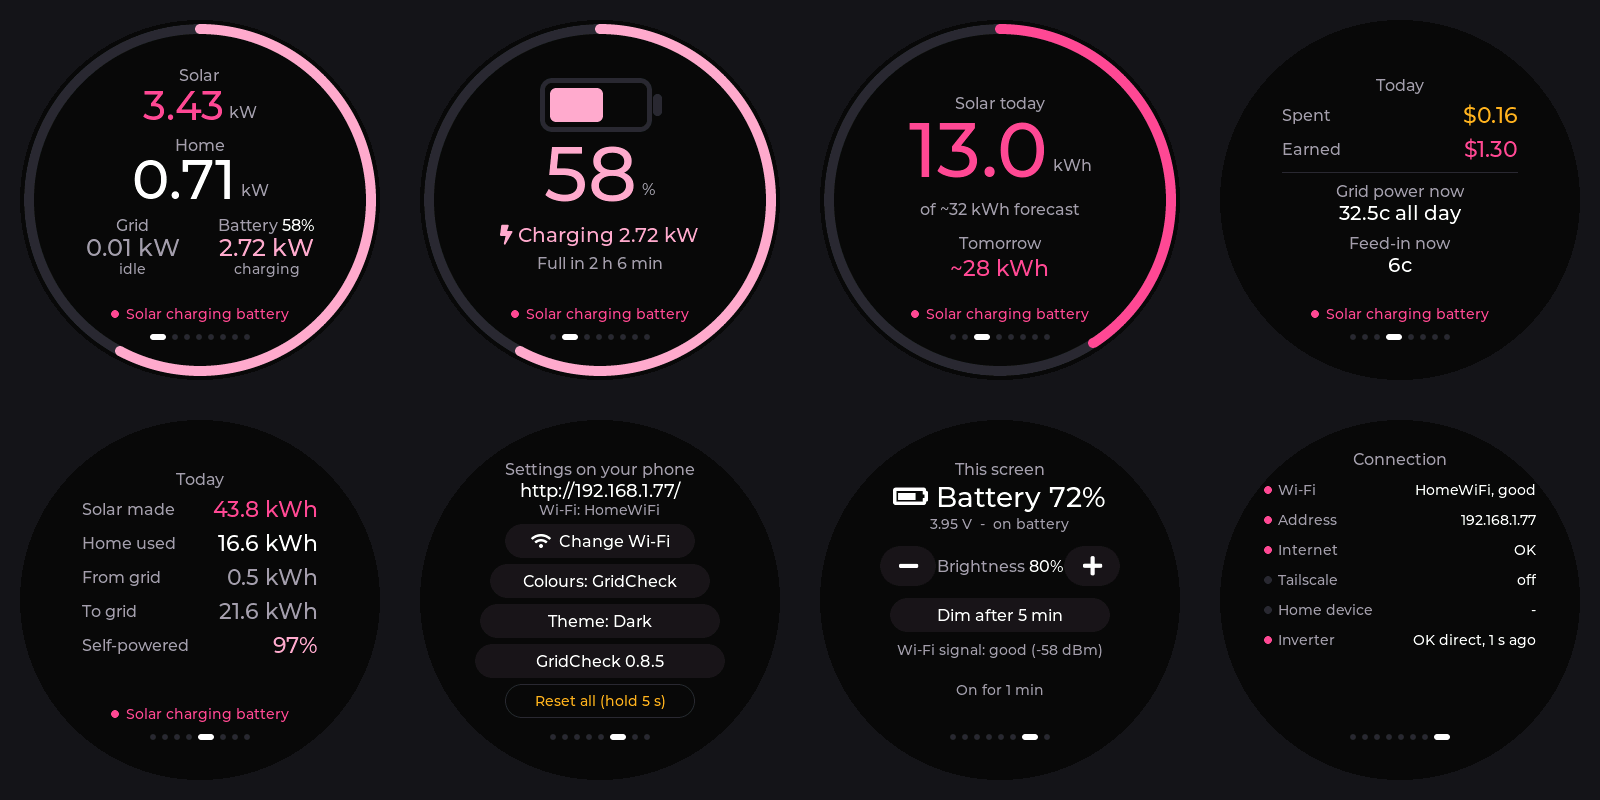 Solar
3.43 kW
Home
0.71 kW
Grid
0.01 kW
idle
Battery 58%
2.72 kW
charging
Solar charging battery
58 %
Charging 2.72 kW
Full in 2 h 6 min
Solar charging battery
Solar today
13.0 kWh
of ~32 kWh forecast
Tomorrow
~28 kWh
Solar charging battery
Today
Spent $0.16
Earned $1.30
Grid power now
32.5c all day
Feed-in now
6c
Solar charging battery
Today
Solar made 43.8 kWh
Home used 16.6 kWh
From grid 0.5 kWh
To grid 21.6 kWh
Self-powered 97%
Solar charging battery
Settings on your phone
http://192.168.1.77/
Wi-Fi: HomeWiFi
Change Wi-Fi
Colours: GridCheck
Theme: Dark
GridCheck 0.8.5
Reset all (hold 5 s)
This screen
Battery 72%
3.95 V - on battery
Brightness 80%
Dim after 5 min
Wi-Fi signal: good (-58 dBm)
On for 1 min
Connection
Wi-Fi HomeWiFi, good
Address 192.168.1.77
Internet OK
Tailscale off
Home device -
Inverter OK direct, 1 s ago